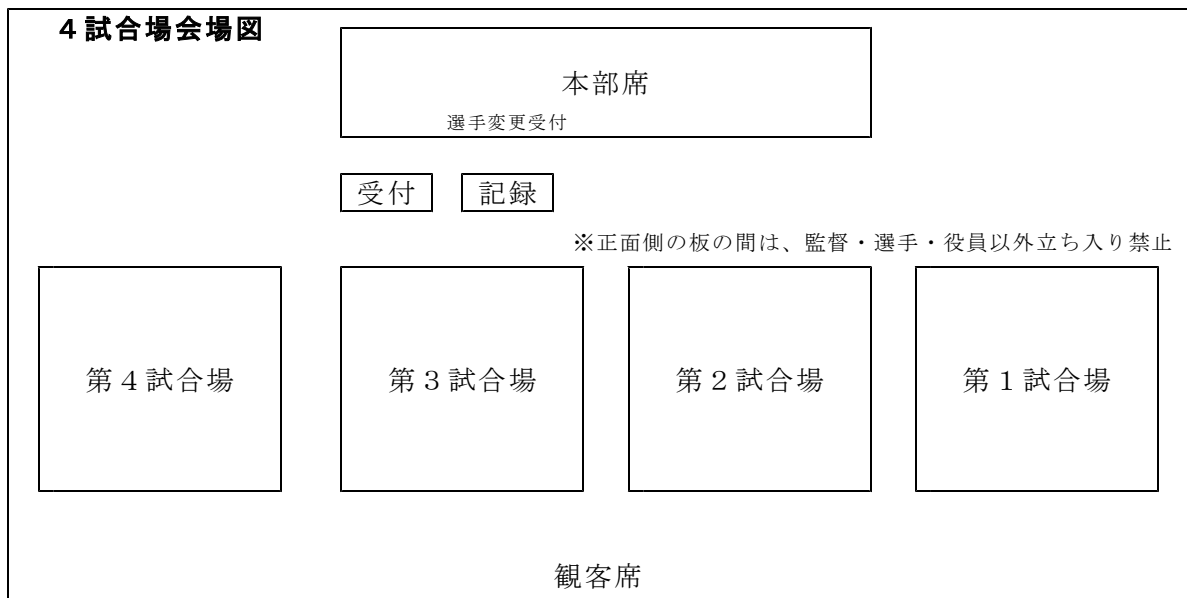 ４試合場会場図
本部席
選手変更受付
受付
記録
※正面側の板の間は、監督・選手・役員以外立ち入り禁止
第４試合場
第３試合場
第２試合場
第１試合場
観客席